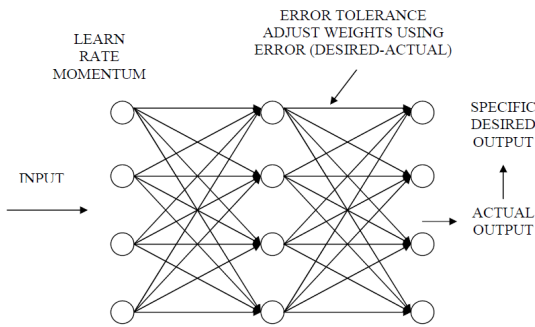 LEARN
RATE
MOMENTUM
ERROR TOLERANCE
ADJUST WEIGHTS USING
ERROR (DESIRED-ACTUAL)
SPECIFIC
DESIRED
OUTPUT
INPUT
ACTUAL
OUTPUT